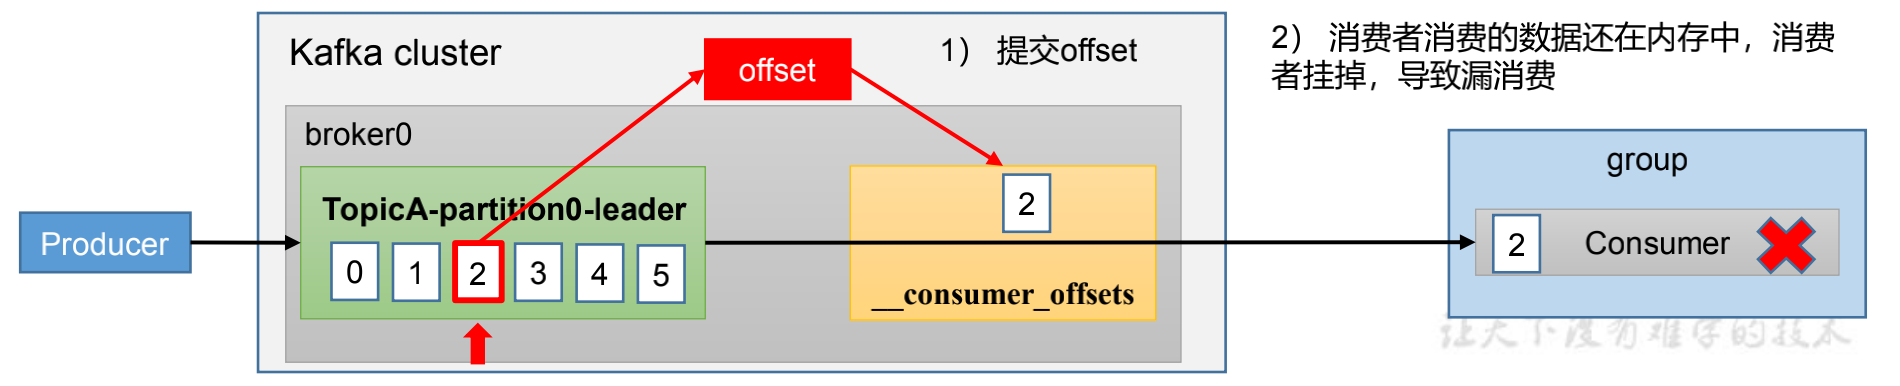 Kafka cluster
offset
1） 提交offset
2） 消费者消费的数据还在内存中，消费
者挂掉，导致漏消费
broker0
group
TopicA-partition0-leader
2
Producer
0 1 2 3 4 5
2 Consumer
__consumer_offsets
让天下没有难学的技术